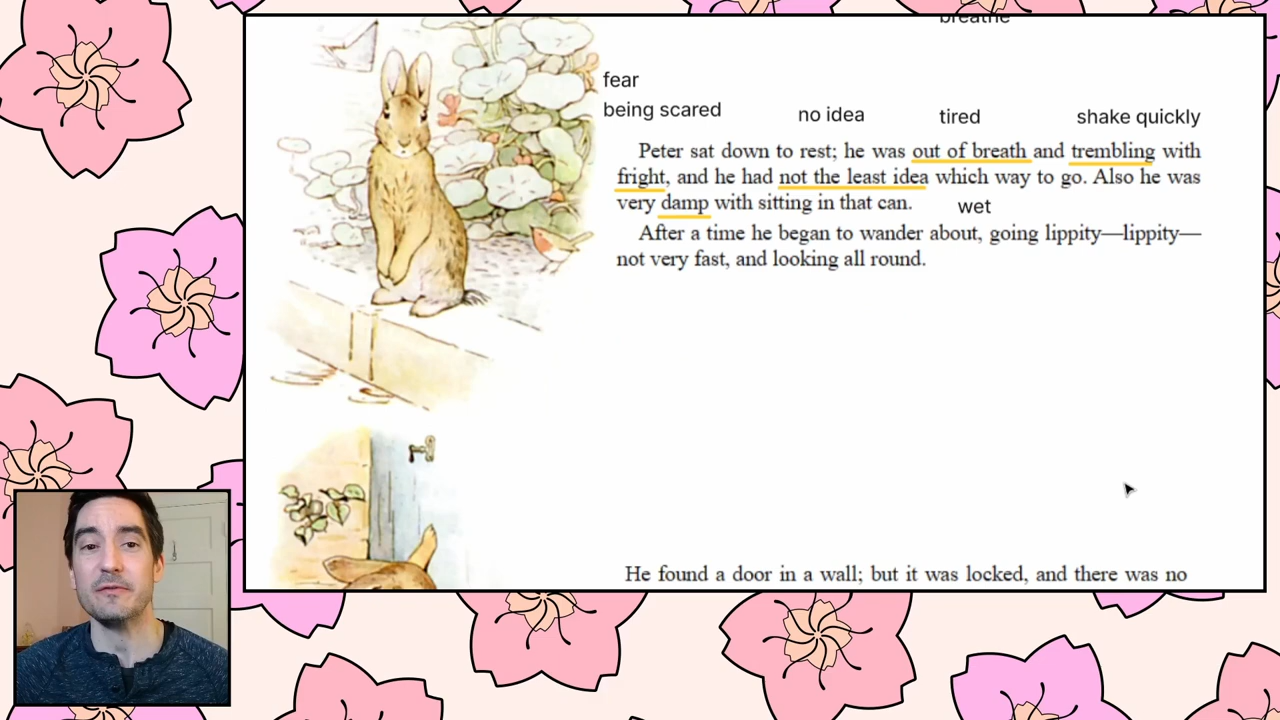 breathe
fear
being scared
no idea
tired
shake quickly
Peter sat down to rest; he was out of breath and trembling with
fright, and he had not the least idea which way to go. Also he was
very damp with sitting in that can.
wet
After a time he began to wander about, going lippity—lippity—
not very fast, and looking all round.
He found a door in a wall; but it was locked, and there was no